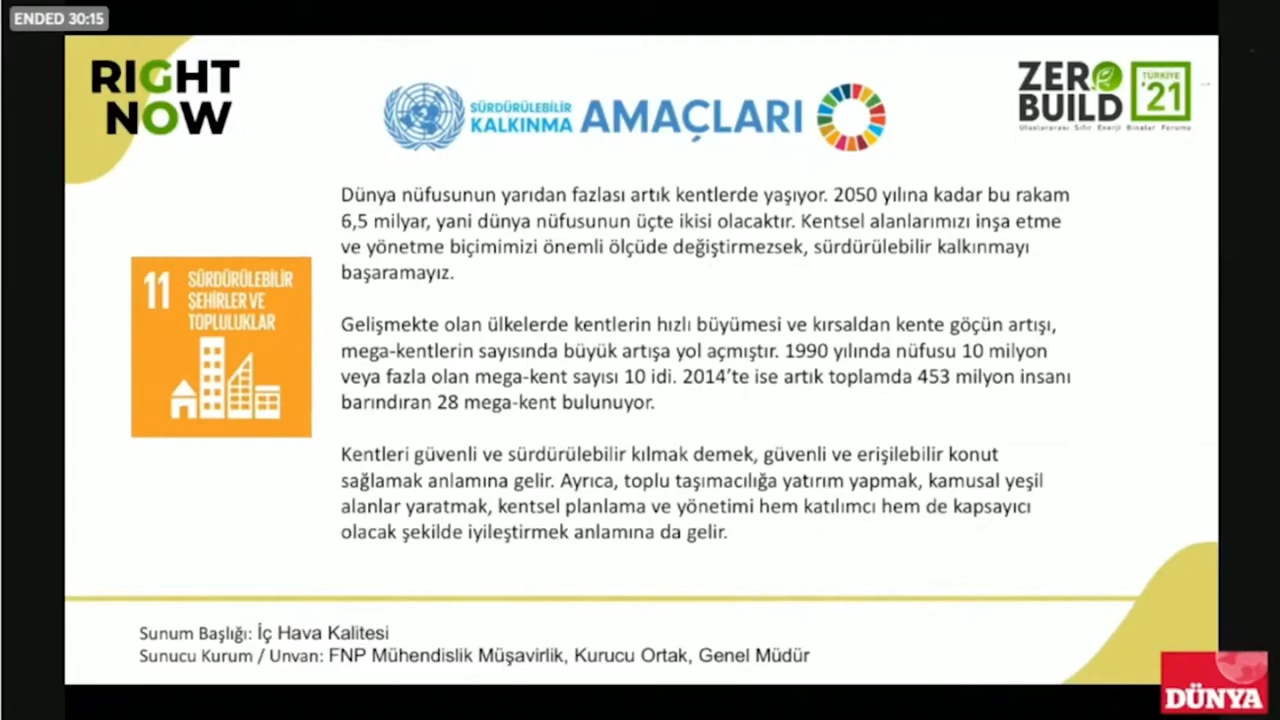 ENDED 30:15
RIGHT
NOW
SÜRDÜRÜLEBİLİR
KALKINMA AMAÇLARI
ZERO
BUILD
TÜRKİYE
'21
Uluslararası Sıfır Enerji Binalar Forumu
Dünya nüfusunun yarıdan fazlası artık kentlerde yaşıyor. 2050 yılına kadar bu rakam
6,5 milyar, yani dünya nüfusunun üçte ikisi olacaktır. Kentsel alanlarımızı inşa etme
ve yönetme biçimimizi önemli ölçüde değiştirmezsek, sürdürülebilir kalkınmayı
başaramayız.
11 SÜRDÜRÜLEBİLİR
ŞEHİRLER VE
TOPLULUKLAR
Gelişmekte olan ülkelerde kentlerin hızlı büyümesi ve kırsaldan kente göçün artışı,
mega-kentlerin sayısında büyük artışa yol açmıştır. 1990 yılında nüfusu 10 milyon
veya fazla olan mega-kent sayısı 10 idi. 2014'te ise artık toplamda 453 milyon insanı
barındıran 28 mega-kent bulunuyor.
Kentleri güvenli ve sürdürülebilir kılmak demek, güvenli ve erişilebilir konut
sağlamak anlamına gelir. Ayrıca, toplu taşımacılığa yatırım yapmak, kamusal yeşil
alanlar yaratmak, kentsel planlama ve yönetimi hem katılımcı hem de kapsayıcı
olacak şekilde iyileştirmek anlamına da gelir.
Sunum Başlığı: İç Hava Kalitesi
Sunucu Kurum / Unvan: FNP Mühendislik Müşavirlik, Kurucu Ortak, Genel Müdür
DÜNYA